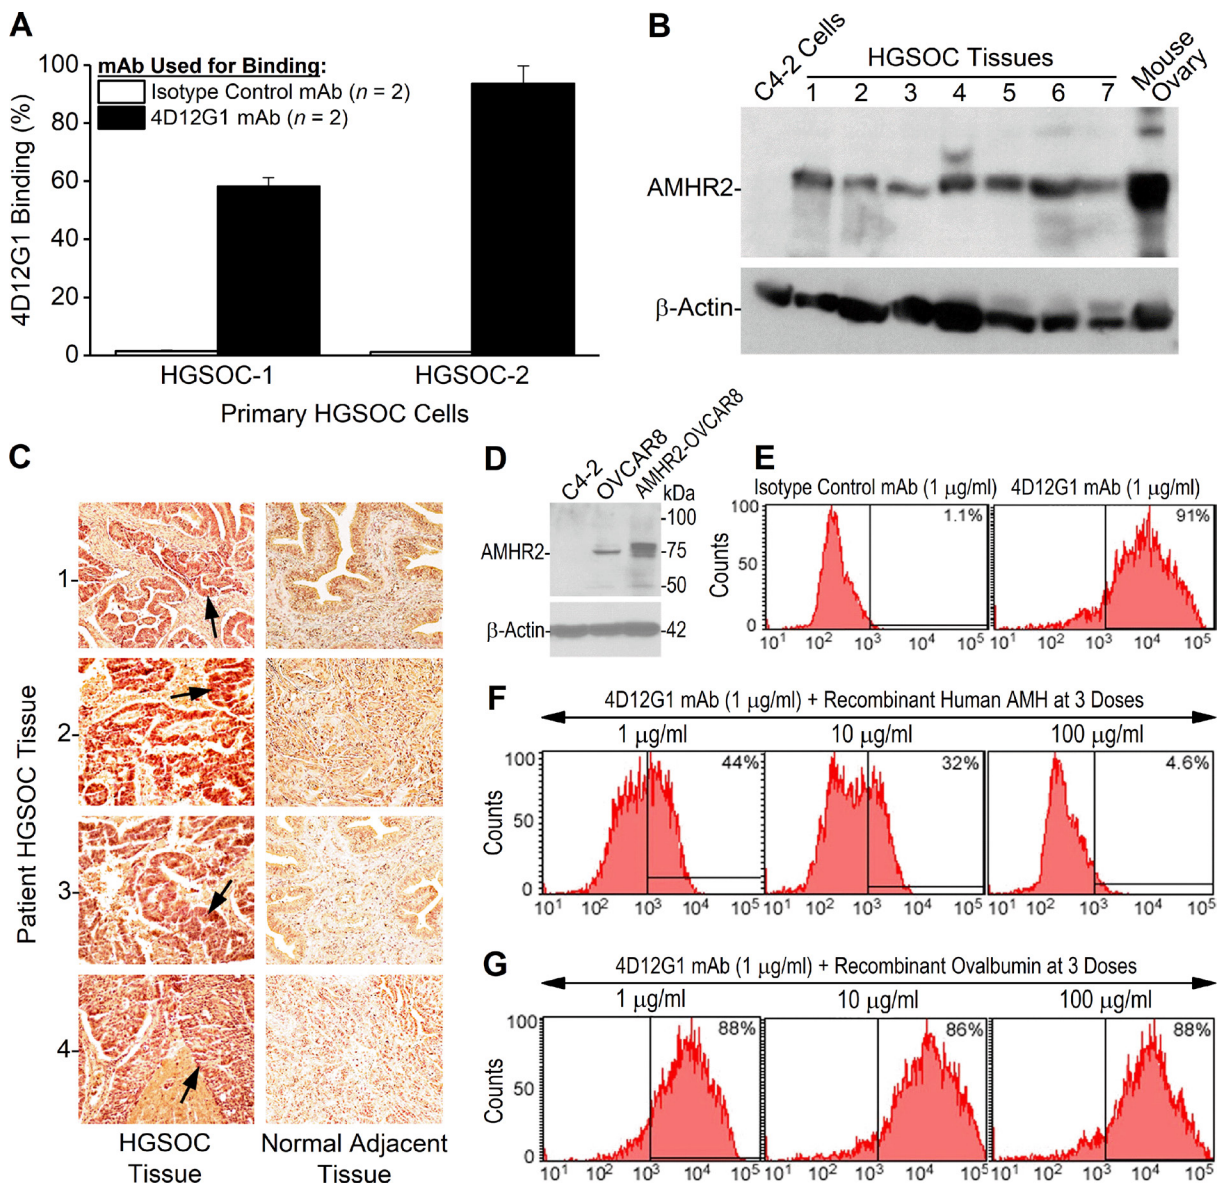 A
mAb Used for Binding:
Isotype Control mAb (n = 2)
4D12G1 mAb (n = 2)
4D12G1 Binding (%)
100
80
60
40
20
0
HGSOC-1
HGSOC-2
Primary HGSOC Cells
B
C4-2 Cells
HGSOC Tissues
Mouse Ovary
1 2 3 4 5 6 7
AMHR2-
β-Actin-
C
Patient HGSOC Tissue
1-
2-
3-
4-
HGSOC Tissue
Normal Adjacent Tissue
D
C4-2
OVCAR8
AMHR2-OVCAR8
kDa
-100
AMHR2-
-75
-50
β-Actin-
-42
E
Isotype Control mAb (1 µg/ml)
4D12G1 mAb (1 µg/ml)
Counts
100
50
0
1.1%
91%
10¹ 10² 10³ 10⁴ 10⁵
10¹ 10² 10³ 10⁴ 10⁵
F
4D12G1 mAb (1 µg/ml) + Recombinant Human AMH at 3 Doses
1 µg/ml
10 µg/ml
100 µg/ml
Counts
100
50
0
44%
32%
4.6%
10¹ 10² 10³ 10⁴ 10⁵
10¹ 10² 10³ 10⁴ 10⁵
10¹ 10² 10³ 10⁴ 10⁵
G
4D12G1 mAb (1 µg/ml) + Recombinant Ovalbumin at 3 Doses
1 µg/ml
10 µg/ml
100 µg/ml
Counts
100
50
0
88%
86%
88%
10¹ 10² 10³ 10⁴ 10⁵
10¹ 10² 10³ 10⁴ 10⁵
10¹ 10² 10³ 10⁴ 10⁵